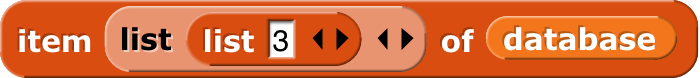 item list list 3 of database